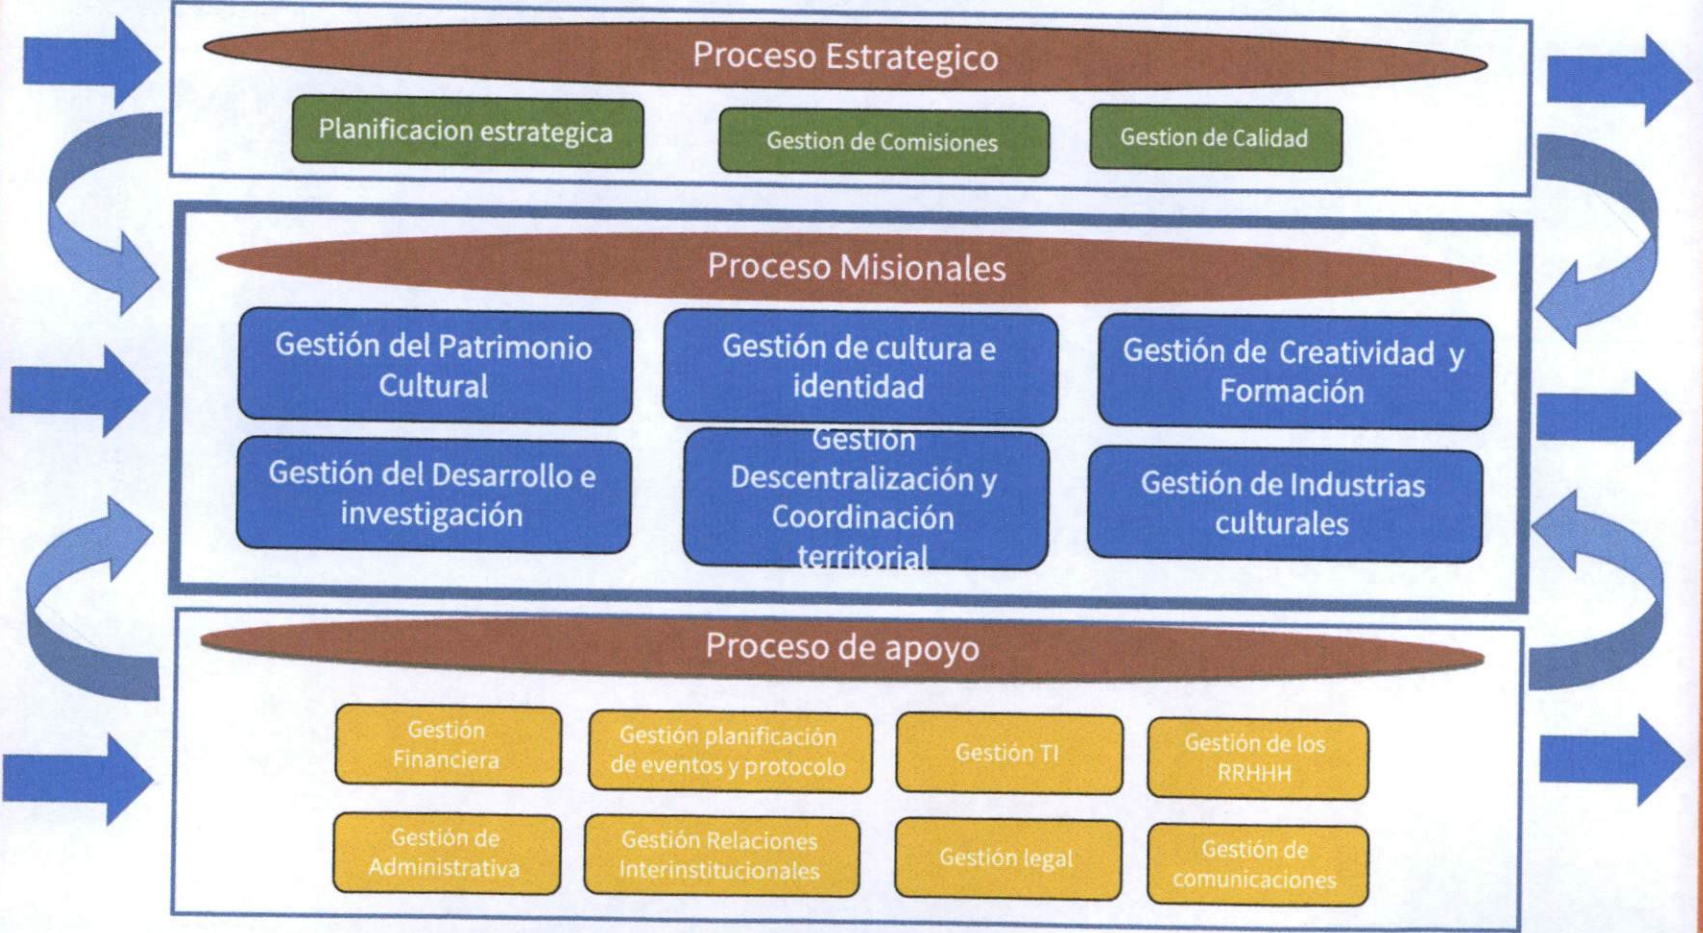 Proceso Estrategico
Planificacion estrategica
Gestion de Comisiones
Gestion de Calidad
Proceso Misionales
Gestión del Patrimonio
Cultural
Gestión de cultura e
identidad
Gestión de Creatividad y
Formación
Gestión del Desarrollo e
investigación
Gestión
Descentralización y
Coordinación
territorial
Gestión de Industrias
culturales
Proceso de apoyo
Gestión
Financiera
Gestión planificación
de eventos y protocolo
Gestión TI
Gestión de los
RRHHH
Gestión de
Administrativa
Gestión Relaciones
Interinstitucionales
Gestión legal
Gestión de
comunicaciones